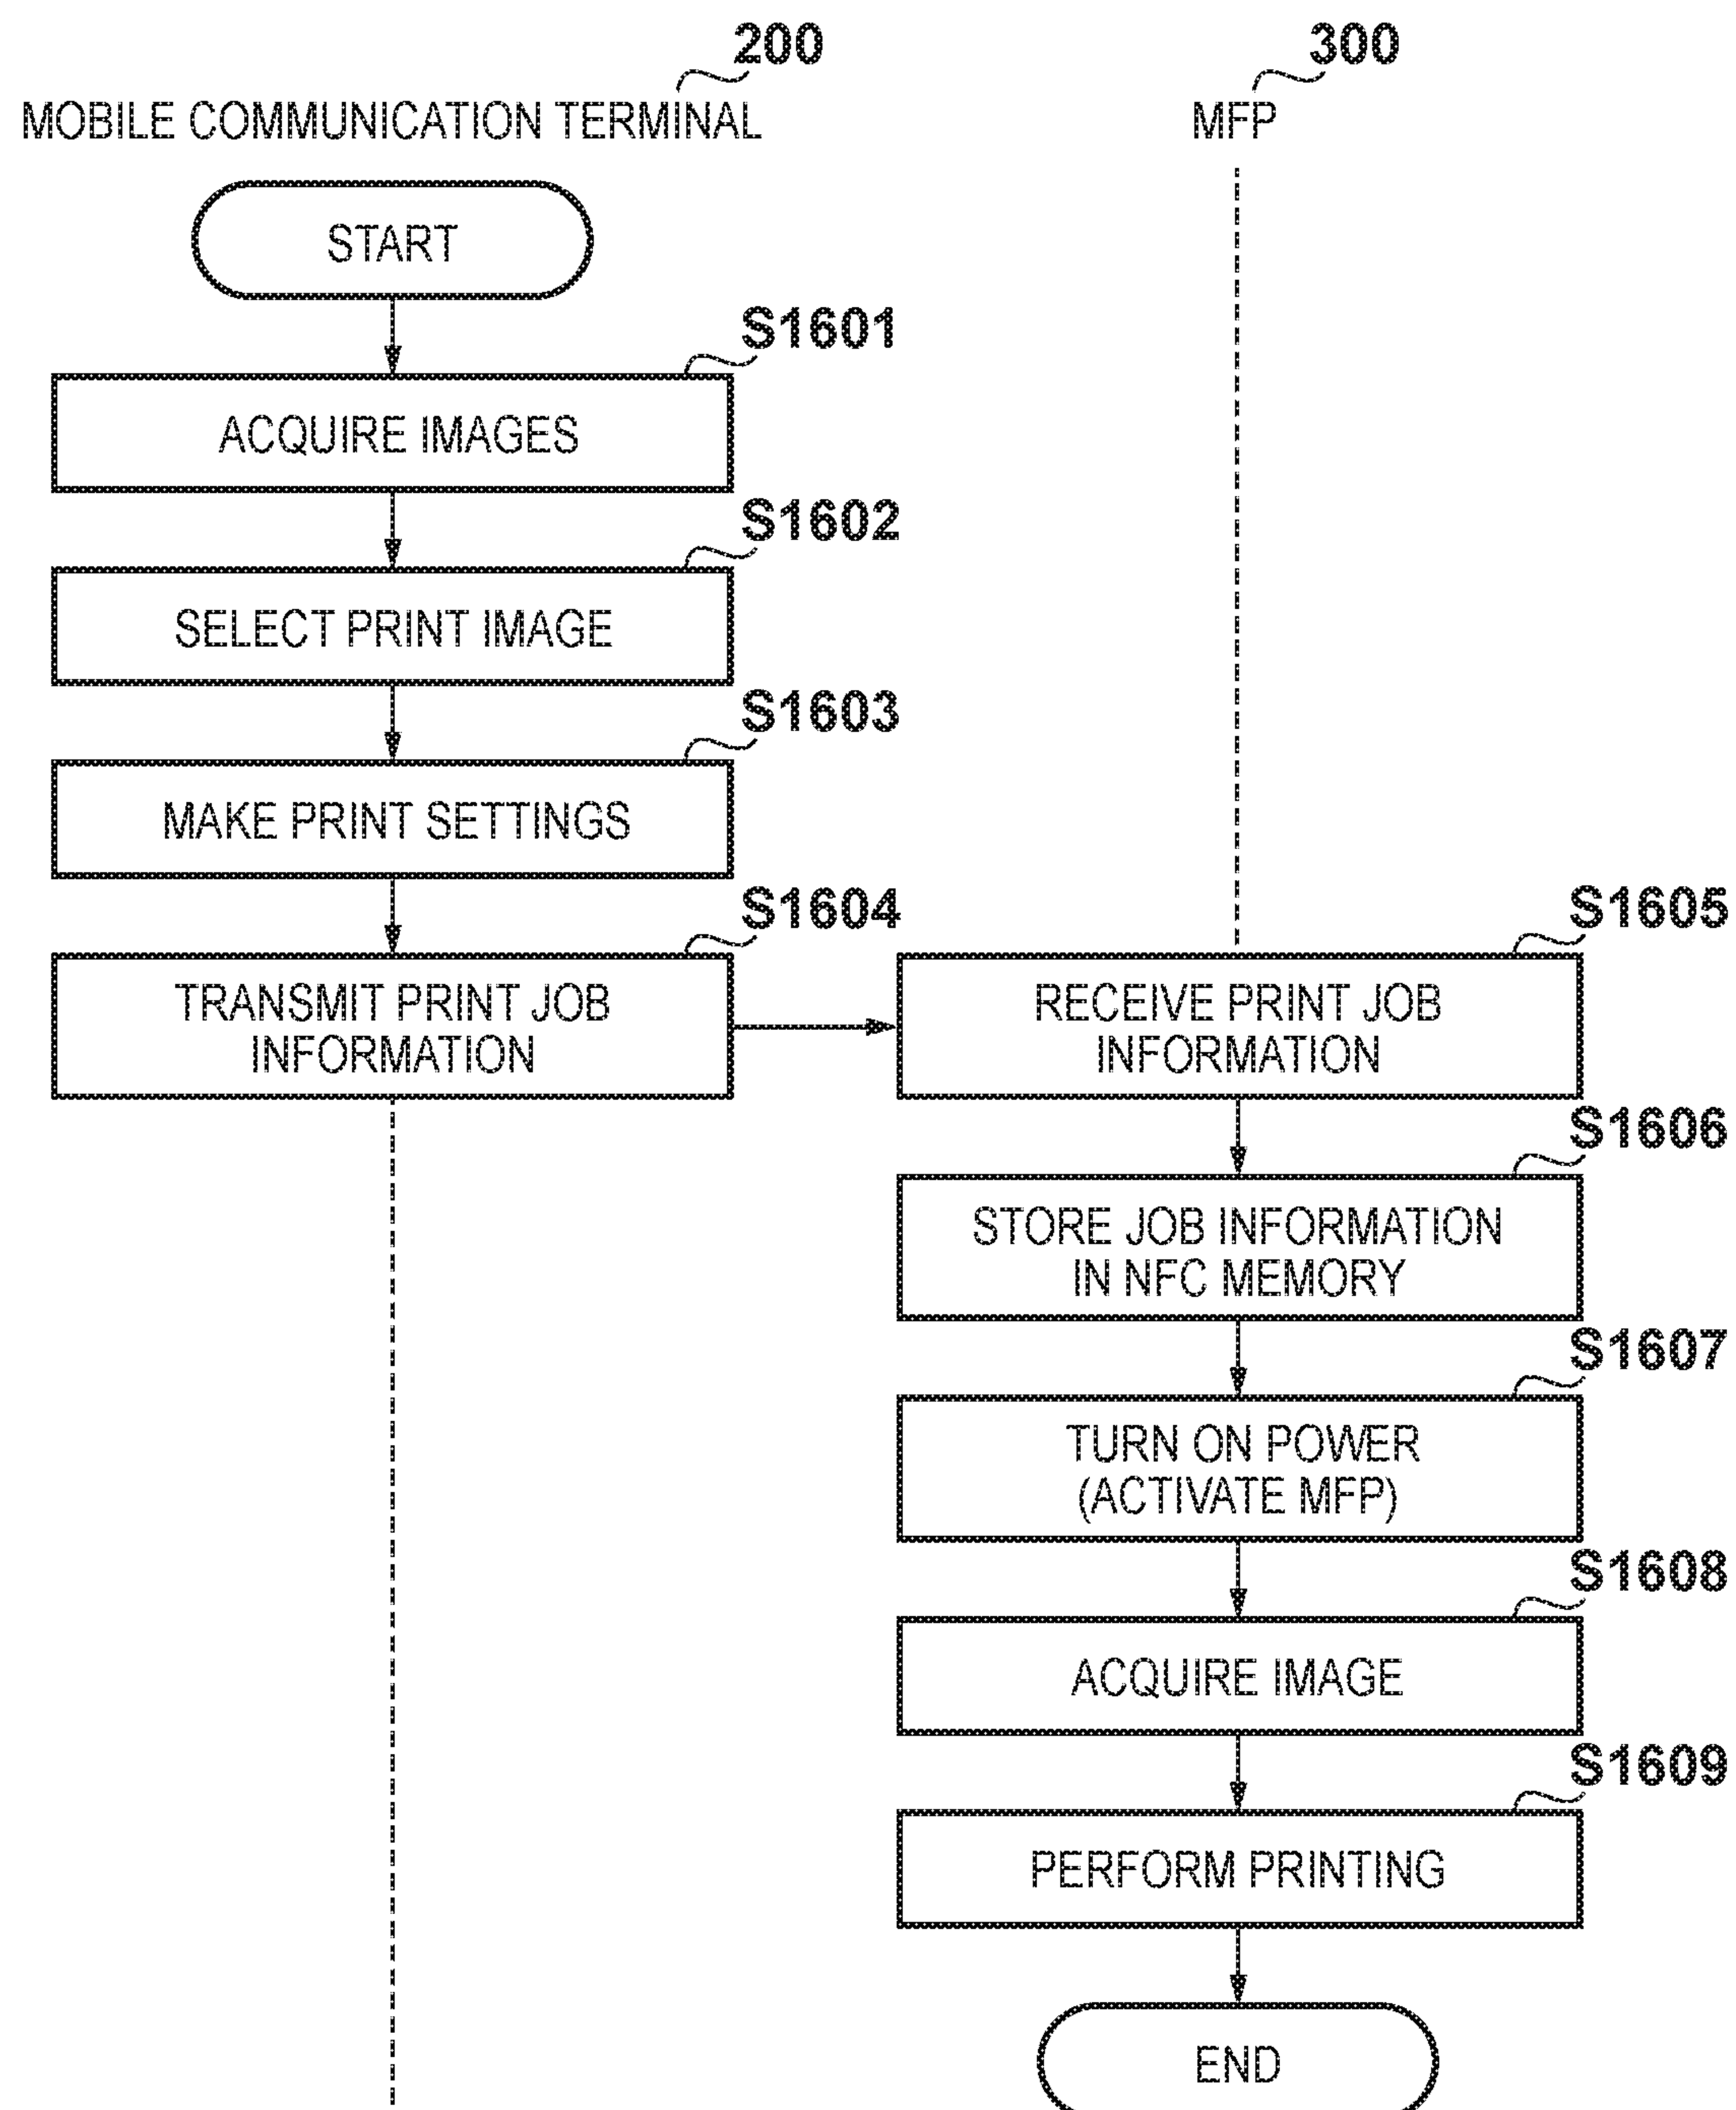 200
300
MOBILE COMMUNICATION TERMINAL
MFP
START
S1601
ACQUIRE IMAGES
S1602
SELECT PRINT IMAGE
S1603
MAKE PRINT SETTINGS
S1604
TRANSMIT PRINT JOB
INFORMATION
S1605
RECEIVE PRINT JOB
INFORMATION
S1606
STORE JOB INFORMATION
IN NFC MEMORY
S1607
TURN ON POWER
(ACTIVATE MFP)
S1608
ACQUIRE IMAGE
S1609
PERFORM PRINTING
END